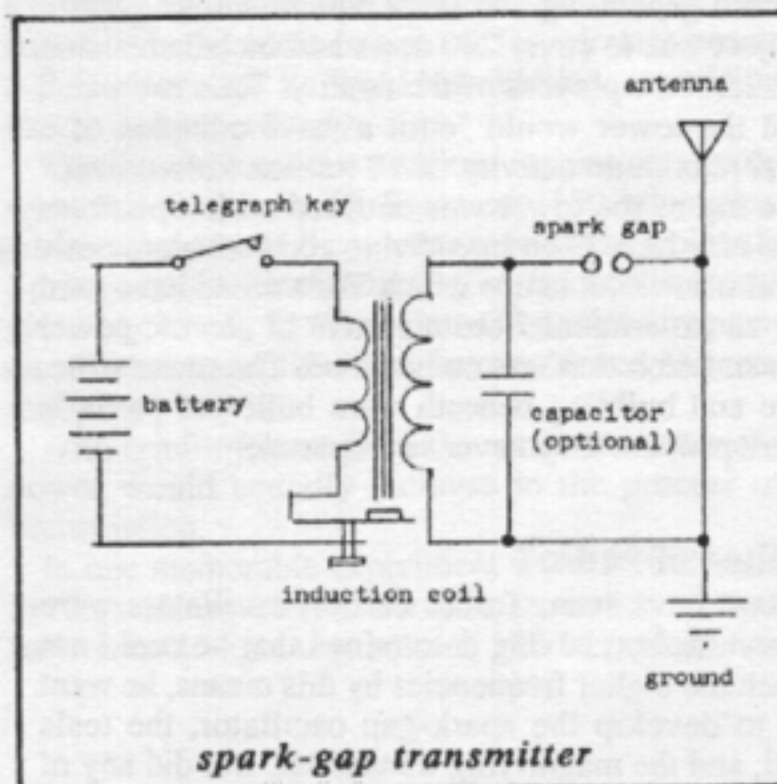 antenna
telegraph key
spark gap
battery
capacitor
(optional)
induction coil
ground
spark-gap transmitter